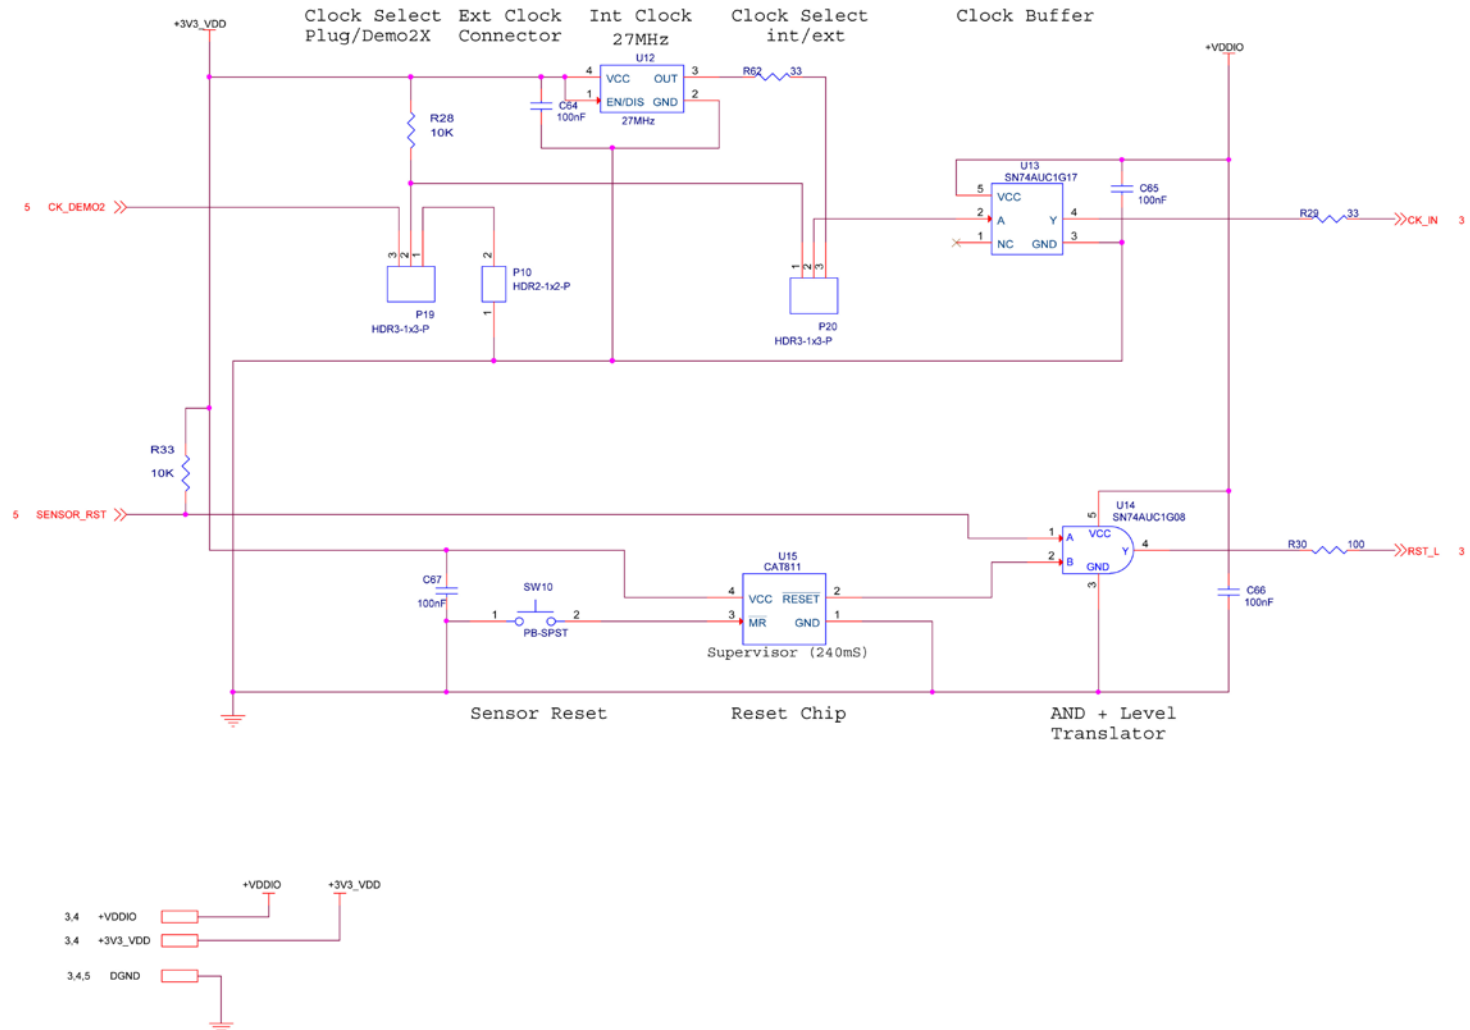 Clock Select
Plug/Demo2X
Ext Clock
Connector
Int Clock
27MHz
Clock Select
int/ext
Clock Buffer
+3V3_VDD
+VDDIO
U12
4 VCC OUT 3
1 EN/DIS GND 2
27MHz
R62 33
C64
100nF
R28
10K
U13
SN74AUC1G17
5 VCC
2 A Y 4
1 NC GND 3
C65
100nF
R29 33
CK_IN 3
5 CK_DEMO2
3 2 1
P19
HDR3-1x3-P
2
P10
HDR2-1x2-P
1
1 2 3
P20
HDR3-1x3-P
R33
10K
5 SENSOR_RST
U14
SN74AUC1G08
5
VCC
1 A
2 B
Y 4
GND
3
R30 100
RST_L 3
C66
100nF
C67
100nF
SW10
1 2
PB-SPST
U15
CAT811
4 VCC RESET 2
3 MR GND 1
Supervisor (240mS)
Sensor Reset
Reset Chip
AND + Level
Translator
+VDDIO +3V3_VDD
3,4 +VDDIO
3,4 +3V3_VDD
3,4,5 DGND